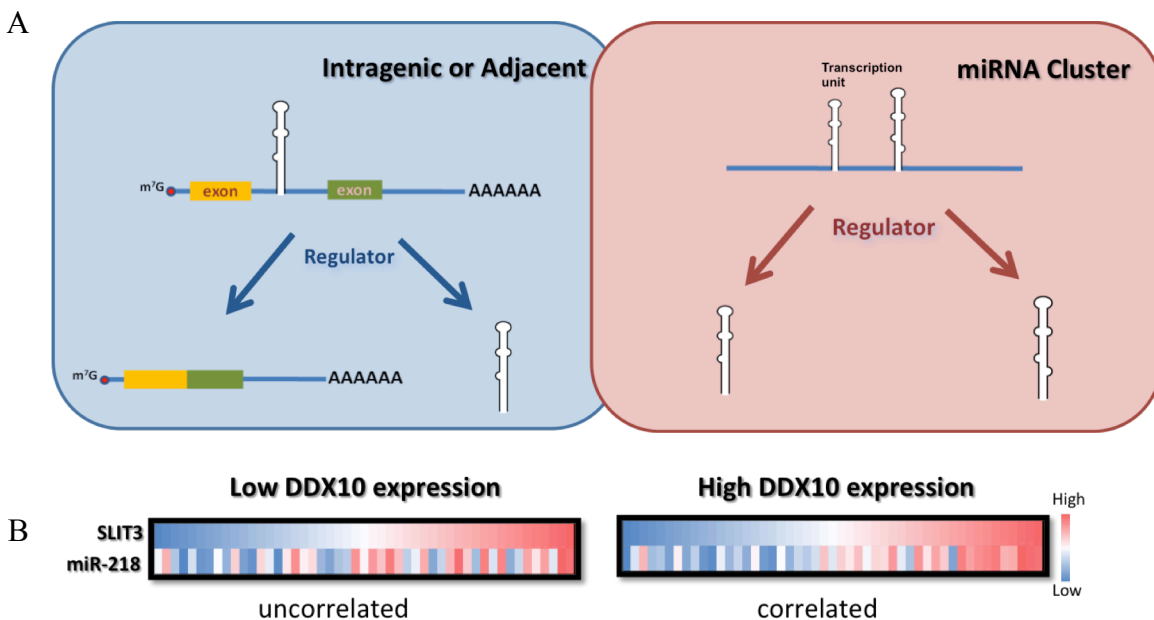 A
Intragenic or Adjacent
m⁷G
exon
exon
AAAAAA
Regulator
m⁷G
AAAAAA
miRNA Cluster
Transcription
unit
Regulator
B
Low DDX10 expression
High DDX10 expression
SLIT3
miR-218
uncorrelated
correlated
High
Low